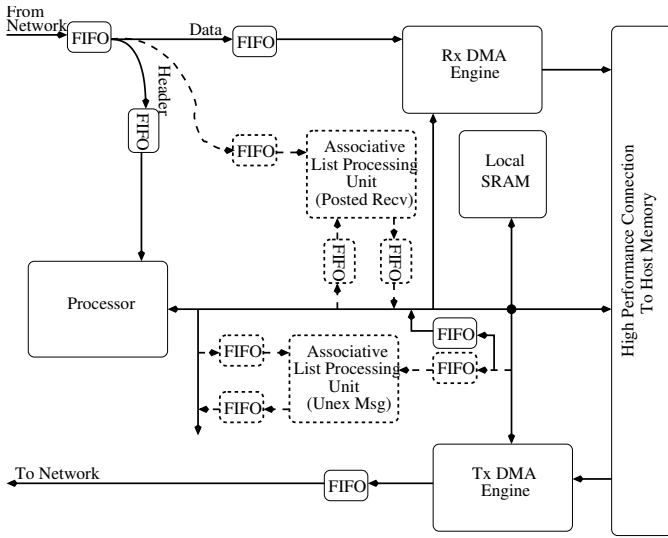 From
Network
FIFO
Data
FIFO
Rx DMA
Engine
Header
FIFO
FIFO
Associative
List Processing
Unit
(Posted Recv)
Local
SRAM
High Performance Connection
To Host Memory
FIFO
FIFO
Processor
FIFO
FIFO
Associative
List Processing
Unit
(Unex Msg)
FIFO
FIFO
To Network
FIFO
Tx DMA
Engine